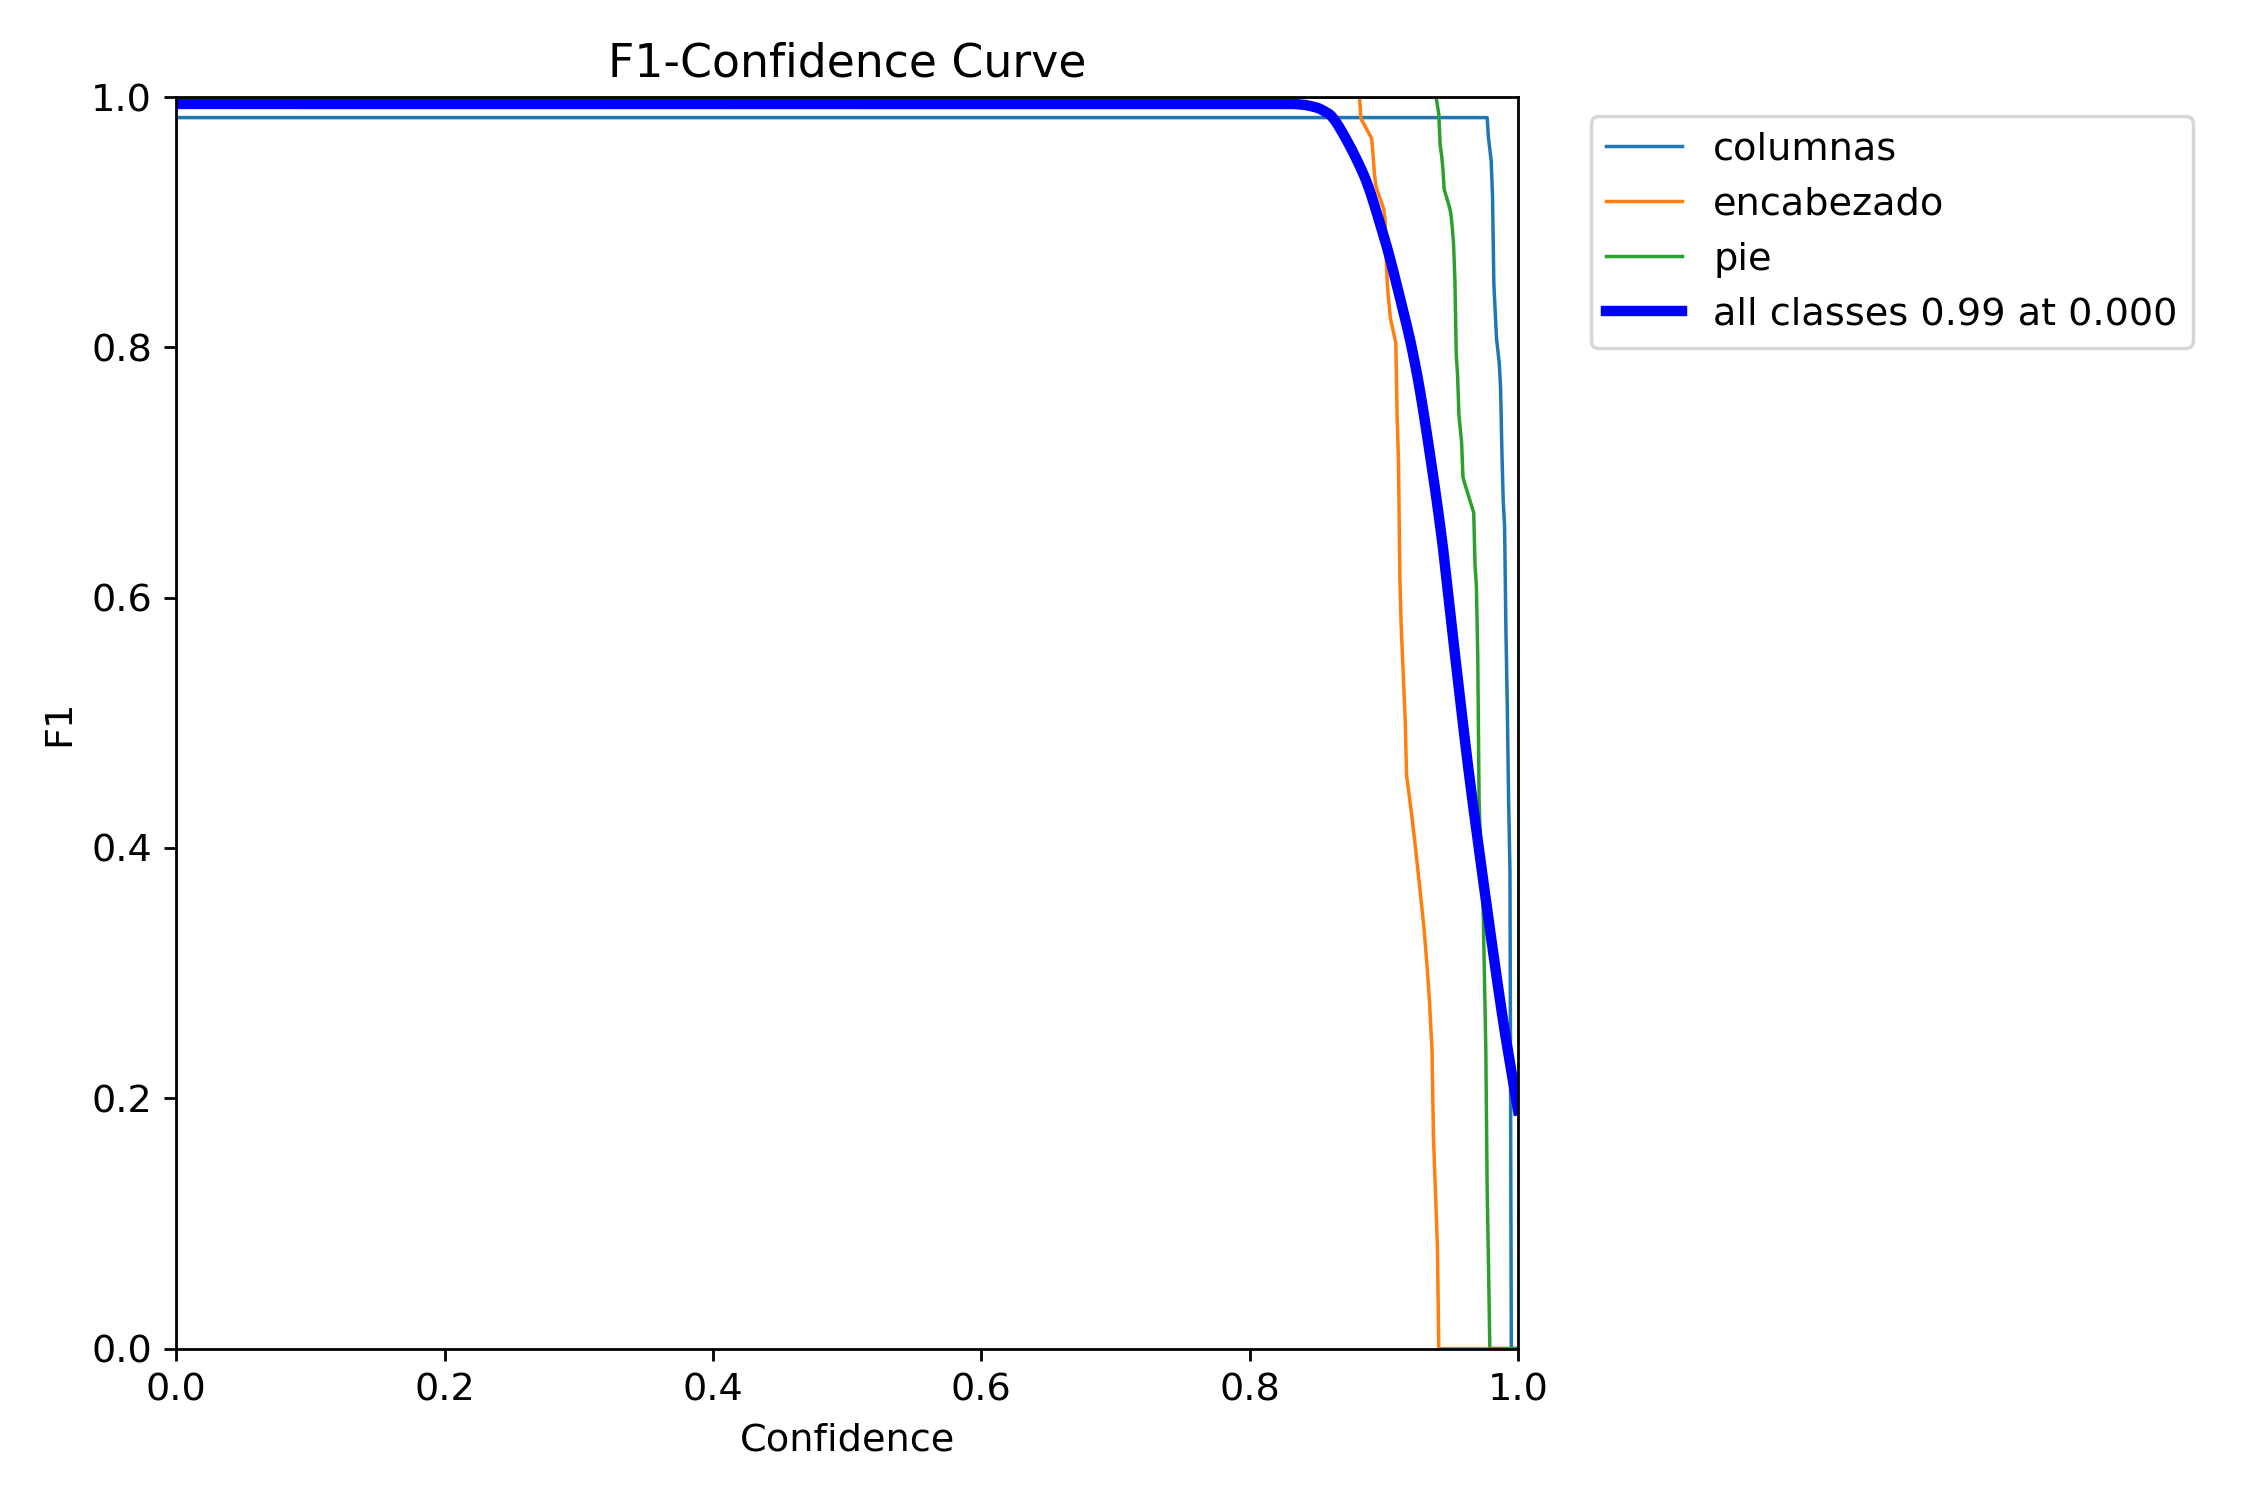 F1-Confidence Curve
1.0
0.8
0.6
0.4
0.2
0.0
F1
0.0 0.2 0.4 0.6 0.8 1.0
Confidence
columnas
encabezado
pie
all classes 0.99 at 0.000